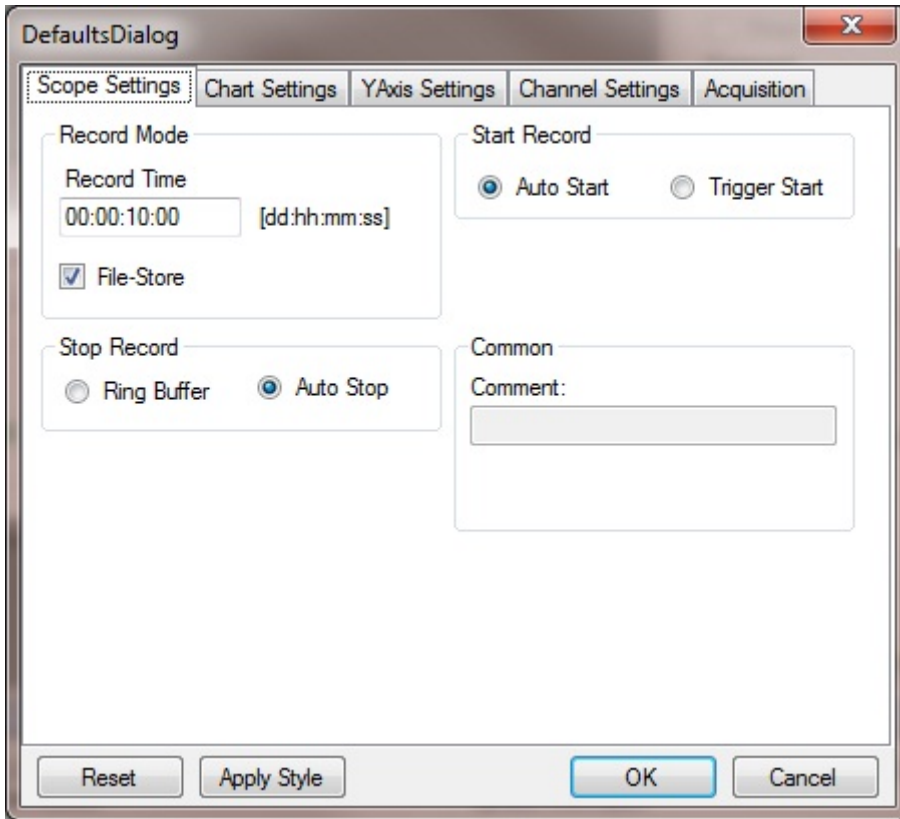 DefaultsDialog
Scope Settings Chart Settings YAxis Settings Channel Settings Acquisition
Record Mode
Record Time
00:00:10:00 [dd:hh:mm:ss]
File-Store
Start Record
Auto Start Trigger Start
Stop Record
Ring Buffer Auto Stop
Common
Comment:
Reset Apply Style OK Cancel